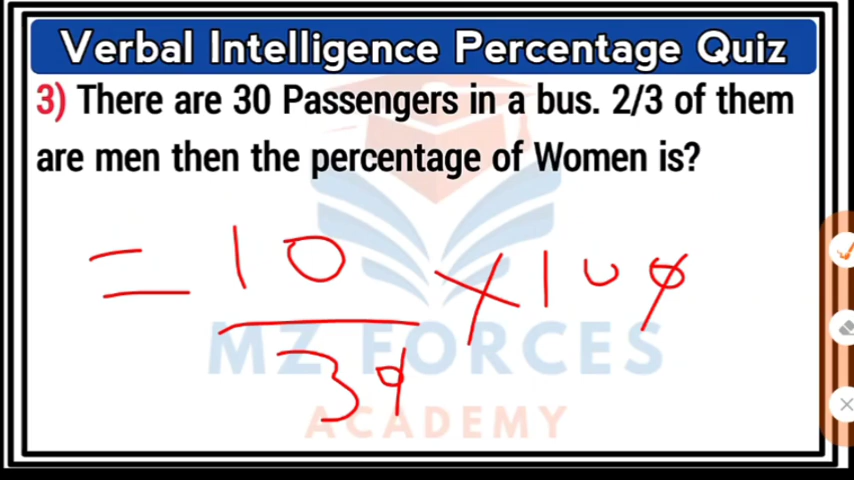 Verbal Intelligence Percentage Quiz
3) There are 30 Passengers in a bus. 2/3 of them
are men then the percentage of Women is?
= 10/30 × 100
MZ FORCES
ACADEMY